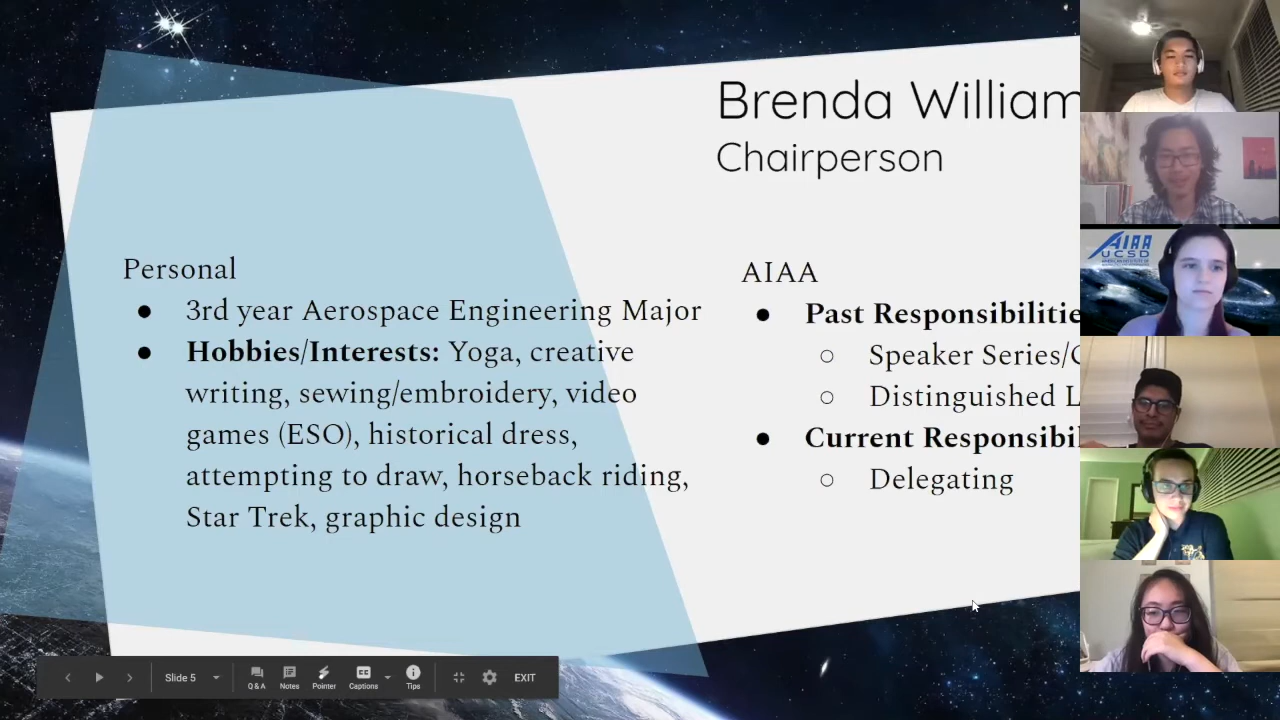 Brenda William
Chairperson
Personal
● 3rd year Aerospace Engineering Major
● Hobbies/Interests: Yoga, creative
writing, sewing/embroidery, video
games (ESO), historical dress,
attempting to draw, horseback riding,
Star Trek, graphic design
AIAA
● Past Responsibilitie
○ Speaker Series/
○ Distinguished L
● Current Responsibil
○ Delegating
AIAA
UCSD
Slide 5
Q & A
Notes
Pointer
Captions
Tips
EXIT